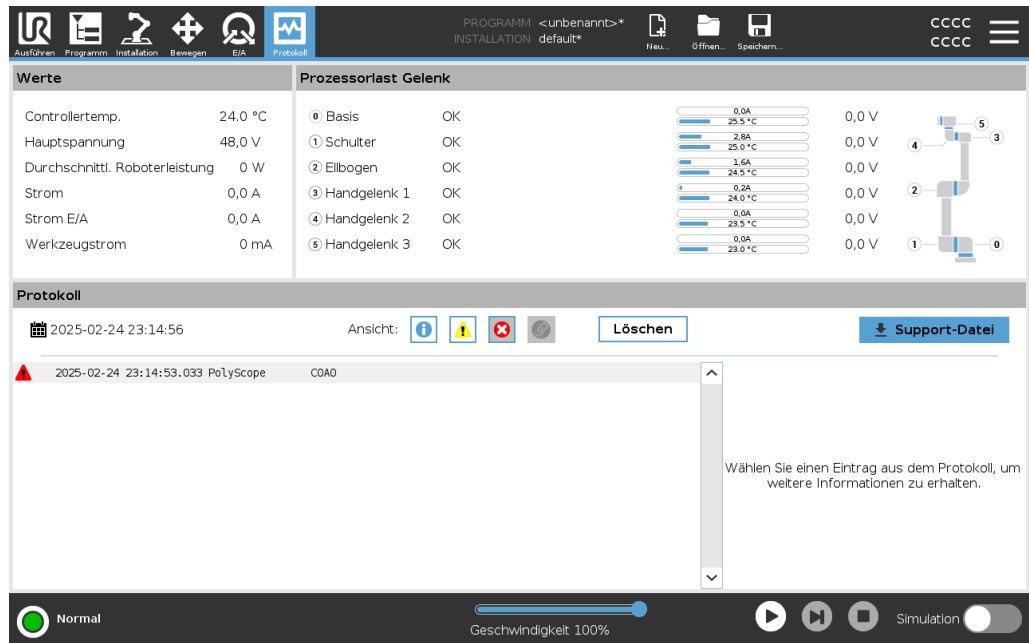 Ausführen Programm Installation Bewegen E/A Protokoll
PROGRAMM <unbenannt>*
INSTALLATION default*
Neu... Öffnen... Speichern...
cccc
cccc
Werte
Controllertemp. 24.0 °C
Hauptspannung 48,0 V
Durchschnittl. Roboterleistung 0 W
Strom 0,0 A
Strom E/A 0,0 A
Werkzeugstrom 0 mA
Prozessorlast Gelenk
0 Basis OK 0,0A 25.5 °C 0,0 V
1 Schulter OK 2,8A 25.0 °C 0,0 V
2 Ellbogen OK 1,6A 24.5 °C 0,0 V
3 Handgelenk 1 OK 0,2A 24.0 °C 0,0 V
4 Handgelenk 2 OK 0,0A 23.5 °C 0,0 V
5 Handgelenk 3 OK 0,0A 23.0 °C 0,0 V
5
4 3
2
1 0
Protokoll
2025-02-24 23:14:56 Ansicht: Löschen Support-Datei
2025-02-24 23:14:53.033 PolyScope C0A0
Wählen Sie einen Eintrag aus dem Protokoll, um
weitere Informationen zu erhalten.
Normal
Geschwindigkeit 100%
Simulation